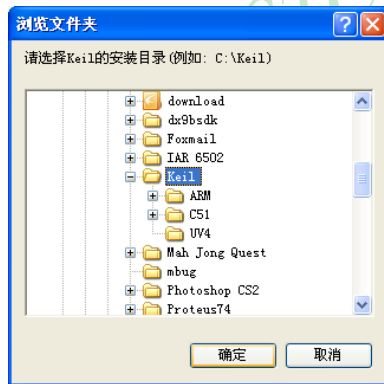 浏览文件夹
请选择Keil的安装目录(例如: C:\Keil)
download
dx9bsdk
Foxmail
IAR 6502
Keil
ARM
C51
UV4
Mah Jong Quest
mbug
Photoshop CS2
Proteus74
确定
取消